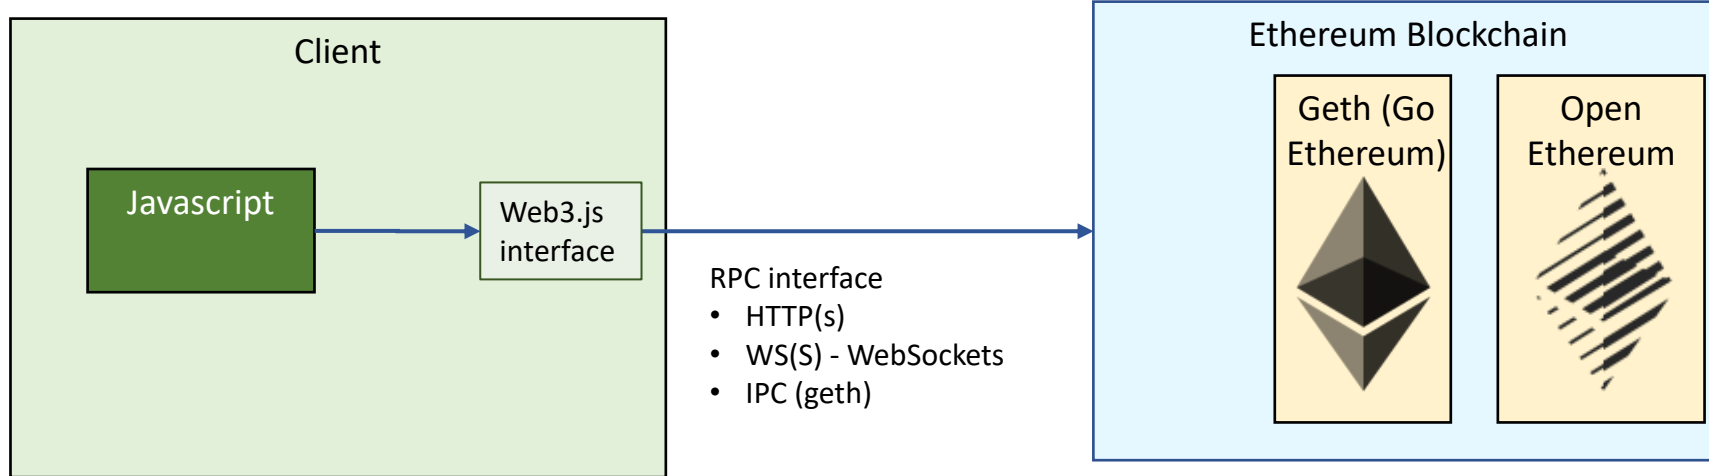 Client
Javascript
Web3.js
interface
RPC interface
• HTTP(s)
• WS(S) - WebSockets
• IPC (geth)
Ethereum Blockchain
Geth (Go
Ethereum)
Open
Ethereum